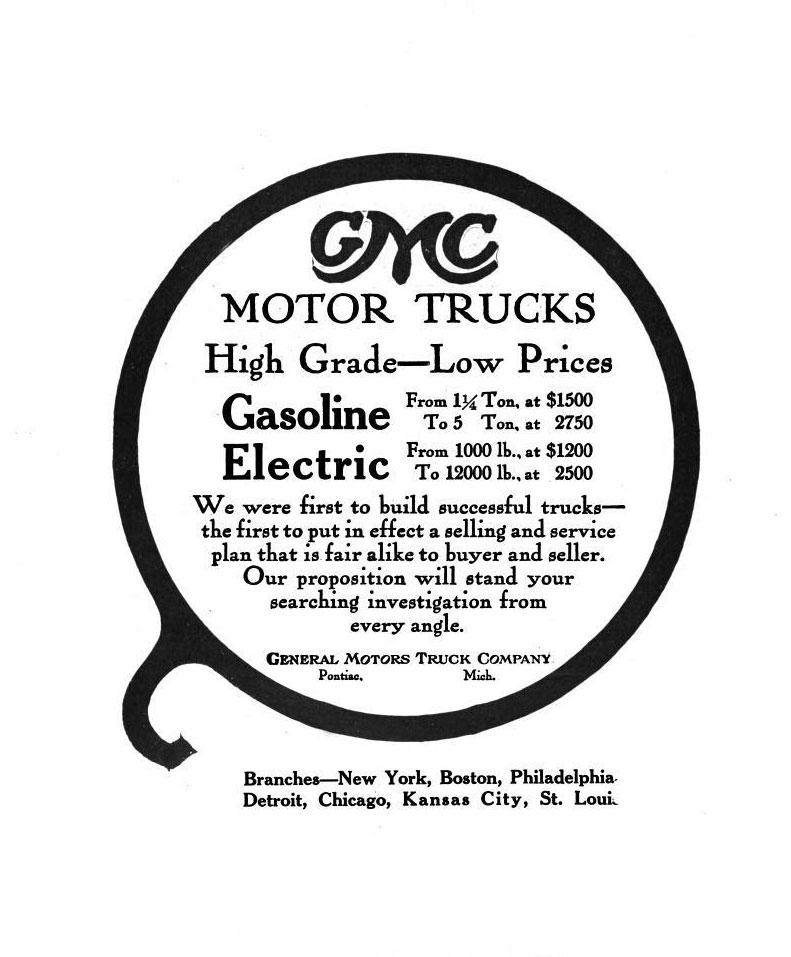 GMC
MOTOR TRUCKS
High Grade—Low Prices
Gasoline From 1¼ Ton, at $1500
To 5 Ton, at 2750
Electric From 1000 lb., at $1200
To 12000 lb., at 2500
We were first to build successful trucks—
the first to put in effect a selling and service
plan that is fair alike to buyer and seller.
Our proposition will stand your
searching investigation from
every angle.
GENERAL MOTORS TRUCK COMPANY
Pontiac, Mich.
Branches—New York, Boston, Philadelphia
Detroit, Chicago, Kansas City, St. Loui